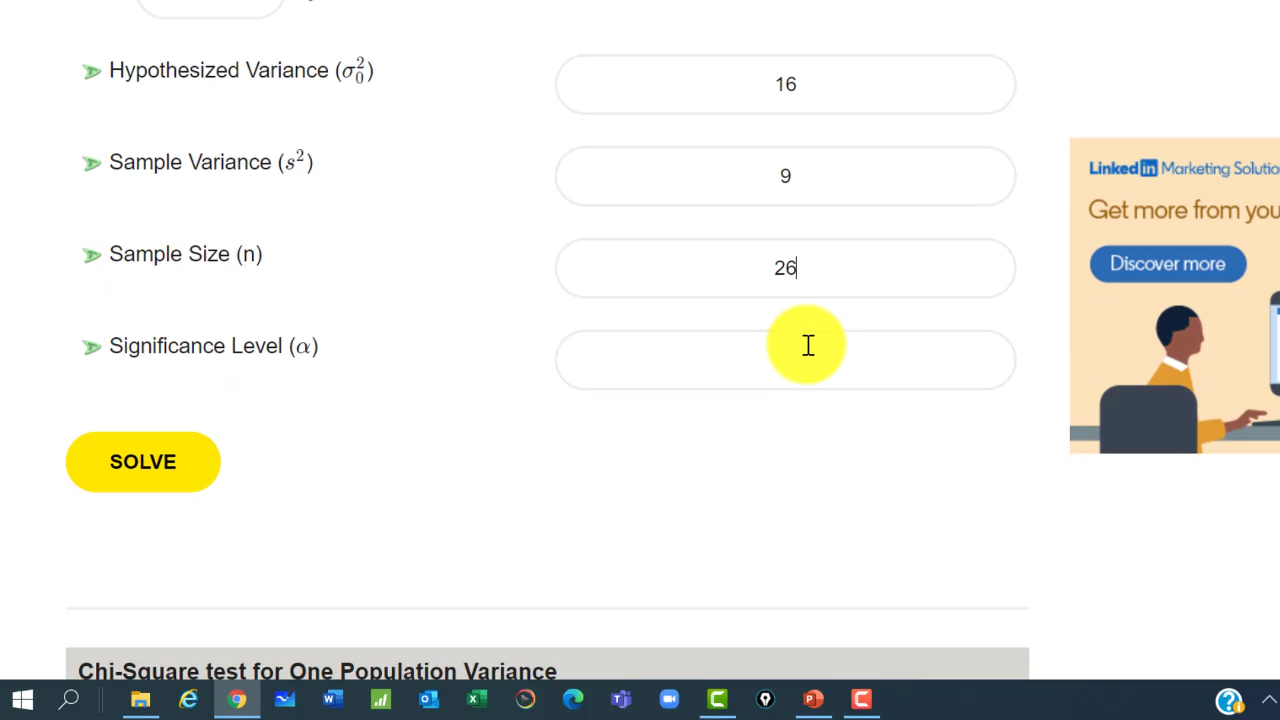 Hypothesized Variance (σ₀²)
16
Sample Variance (s²)
9
Sample Size (n)
26
Significance Level (α)
SOLVE
Chi-Square test for One Population Variance
Linked in Marketing Solutio
Get more from you
Discover more